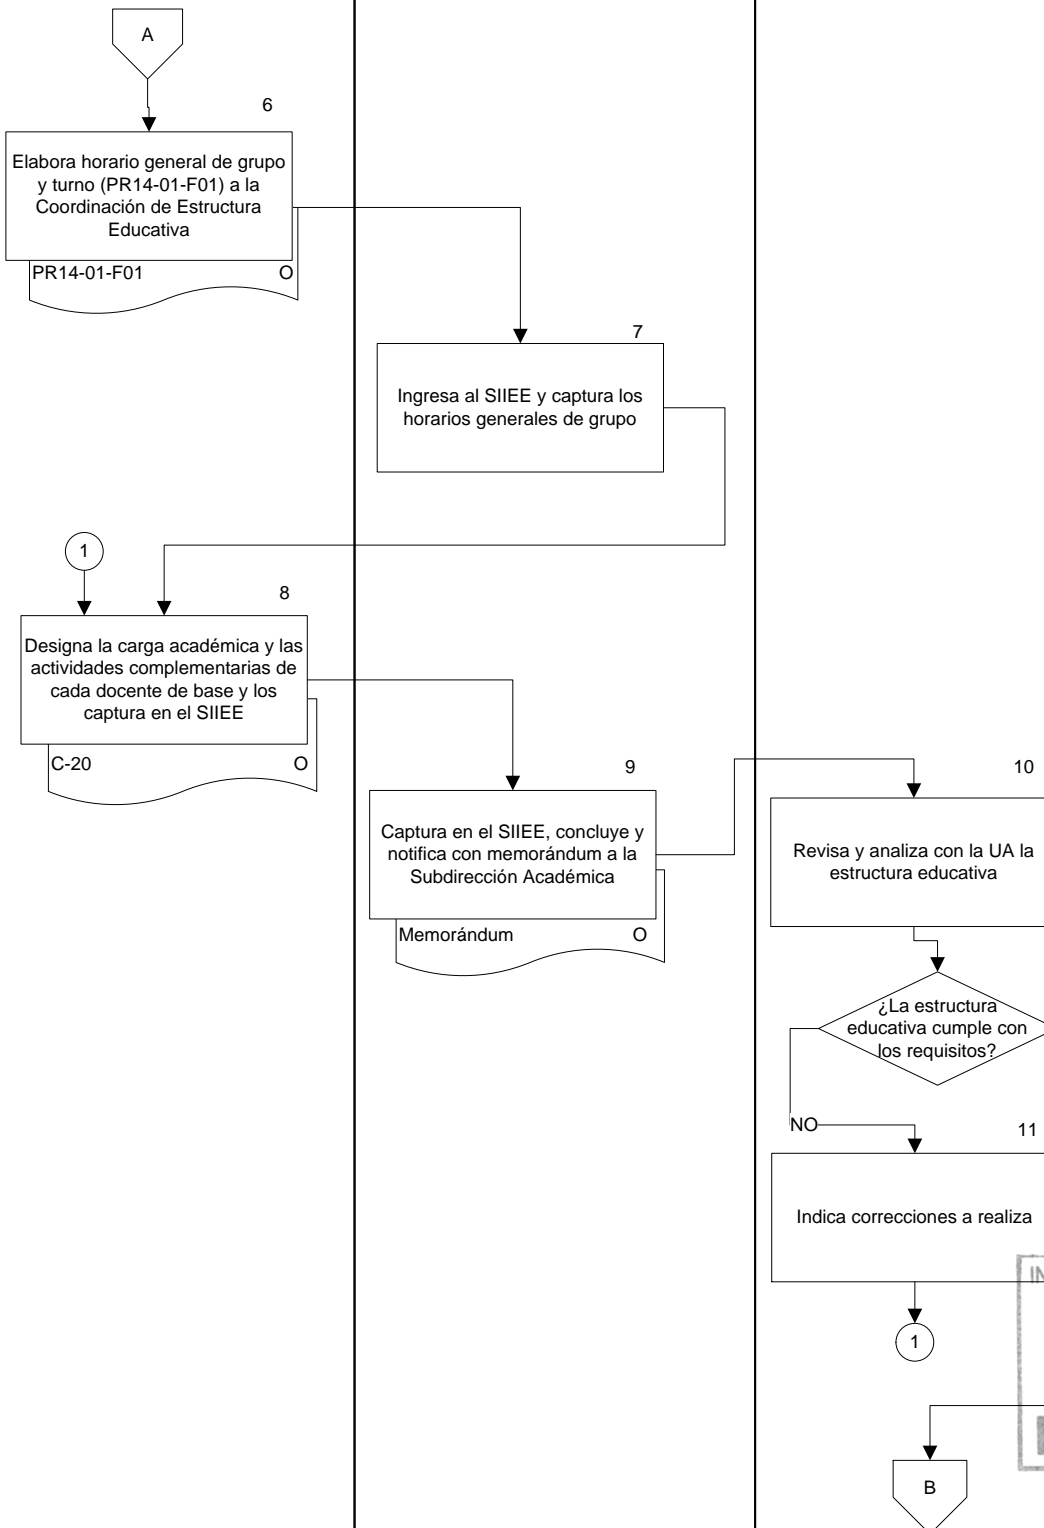 A
6
Elabora horario general de grupo
y turno (PR14-01-F01) a la
Coordinación de Estructura
Educativa
PR14-01-F01 O
7
Ingresa al SIIEE y captura los
horarios generales de grupo
1
8
Designa la carga académica y las
actividades complementarias de
cada docente de base y los
captura en el SIIEE
C-20 O
9
Captura en el SIIEE, concluye y
notifica con memorándum a la
Subdirección Académica
Memorándum O
10
Revisa y analiza con la UA la
estructura educativa
¿La estructura
educativa cumple con
los requisitos?
NO
11
Indica correcciones a realiza
1
B